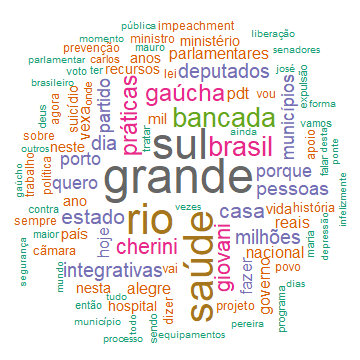 pública
momento mauro impeachment
ministro ministério liberação
prevenção parlamentares senadores
parlamentar carlos anos
voto ter recursos lei deputados josé
brasileiro suicídio partido gaúcha pdt vou expulsão
deus agora onde vexa práticas mil bancada municípios forma
sobre tratar ainda vamos
outros neste dia sul brasil apoio falar destas
gaúcho trabalho política porto grande porque ponte
quero pessoas
contra ano rio vezes casa vida história infelizmente
sempre estado saúde milhões reais
maior país hoje cherini giovani maria
segurança cãmara fazer nacional depressão
mundo integrativas vai governo povo
nesta alegre dizer dias
então tudo hospital projeto programa
município todo sendo pereira
processo equipamentos